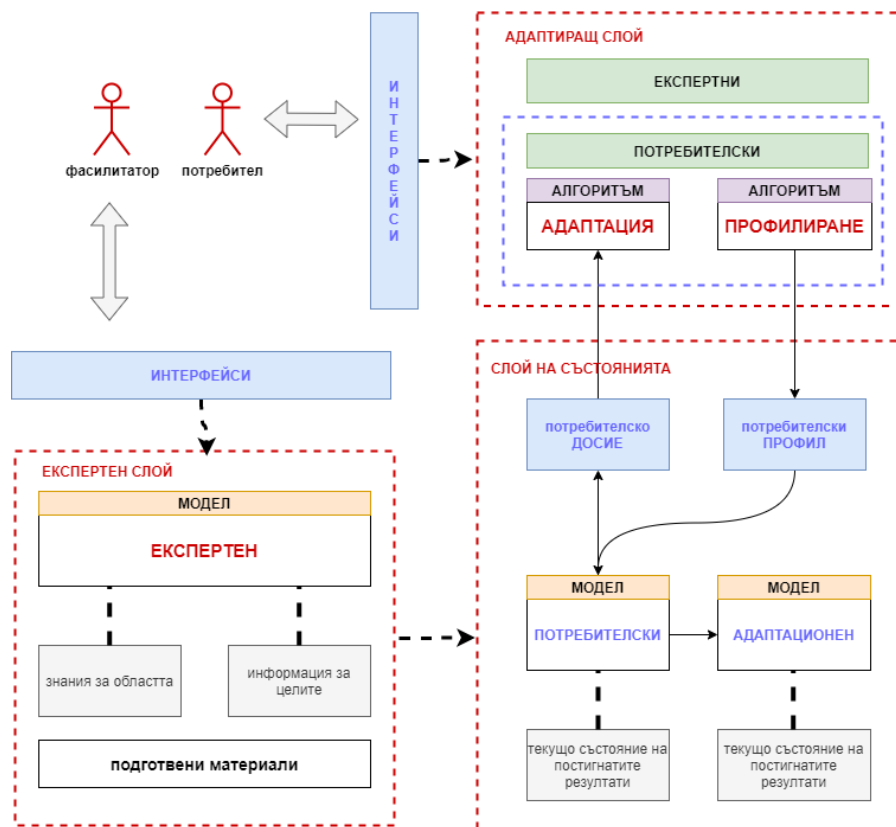 фасилитатор
потребител
ИНТЕРФЕЙСИ
АДАПТИРАЩ СЛОЙ
ЕКСПЕРТНИ
ПОТРЕБИТЕЛСКИ
АЛГОРИТЪМ
АДАПТАЦИЯ
АЛГОРИТЪМ
ПРОФИЛИРАНЕ
ИНТЕРФЕЙСИ
СЛОЙ НА СЪСТОЯНИЯТА
потребителско
ДОСИЕ
потребителски
ПРОФИЛ
ЕКСПЕРТЕН СЛОЙ
МОДЕЛ
ЕКСПЕРТЕН
знания за областта
информация за
целите
подготвени материали
МОДЕЛ
ПОТРЕБИТЕЛСКИ
МОДЕЛ
АДАПТАЦИОНЕН
текущо състояние на
постигнатите
резултати
текущо състояние на
постигнатите
резултати